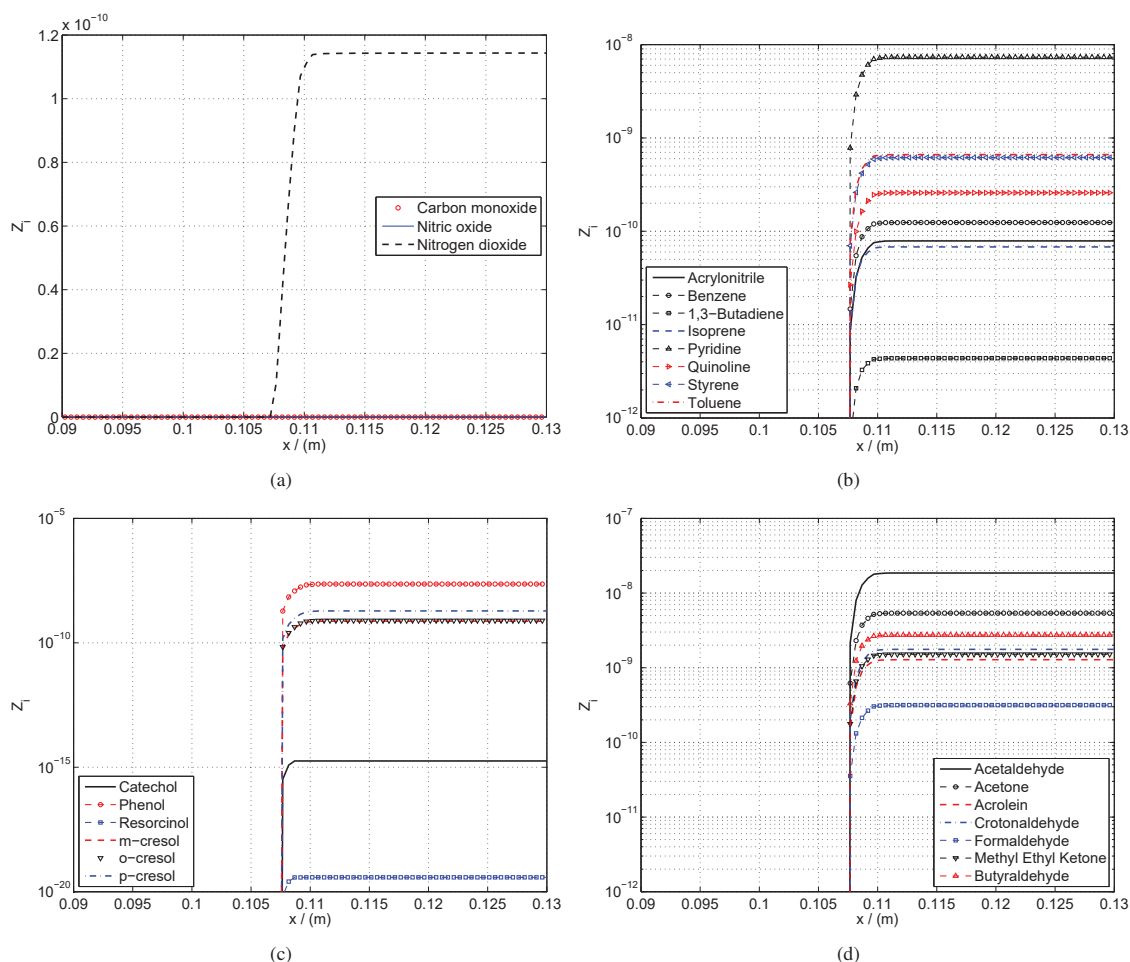 x 10⁻¹⁰
1.2
1
0.8
0.6
0.4
0.2
0
Zᵢ
0.09 0.095 0.1 0.105 0.11 0.115 0.12 0.125 0.13
x / (m)
Carbon monoxide
Nitric oxide
Nitrogen dioxide
(a)
10⁻⁸
10⁻⁹
10⁻¹⁰
10⁻¹¹
10⁻¹²
Zᵢ
0.09 0.095 0.1 0.105 0.11 0.115 0.12 0.125 0.13
x / (m)
Acrylonitrile
Benzene
1,3−Butadiene
Isoprene
Pyridine
Quinoline
Styrene
Toluene
(b)
10⁻⁵
10⁻¹⁰
10⁻¹⁵
10⁻²⁰
Zᵢ
0.09 0.095 0.1 0.105 0.11 0.115 0.12 0.125 0.13
x / (m)
Catechol
Phenol
Resorcinol
m−cresol
o−cresol
p−cresol
(c)
10⁻⁷
10⁻⁸
10⁻⁹
10⁻¹⁰
10⁻¹¹
10⁻¹²
Zᵢ
0.09 0.095 0.1 0.105 0.11 0.115 0.12 0.125 0.13
x / (m)
Acetaldehyde
Acetone
Acrolein
Crotonaldehyde
Formaldehyde
Methyl Ethyl Ketone
Butyraldehyde
(d)